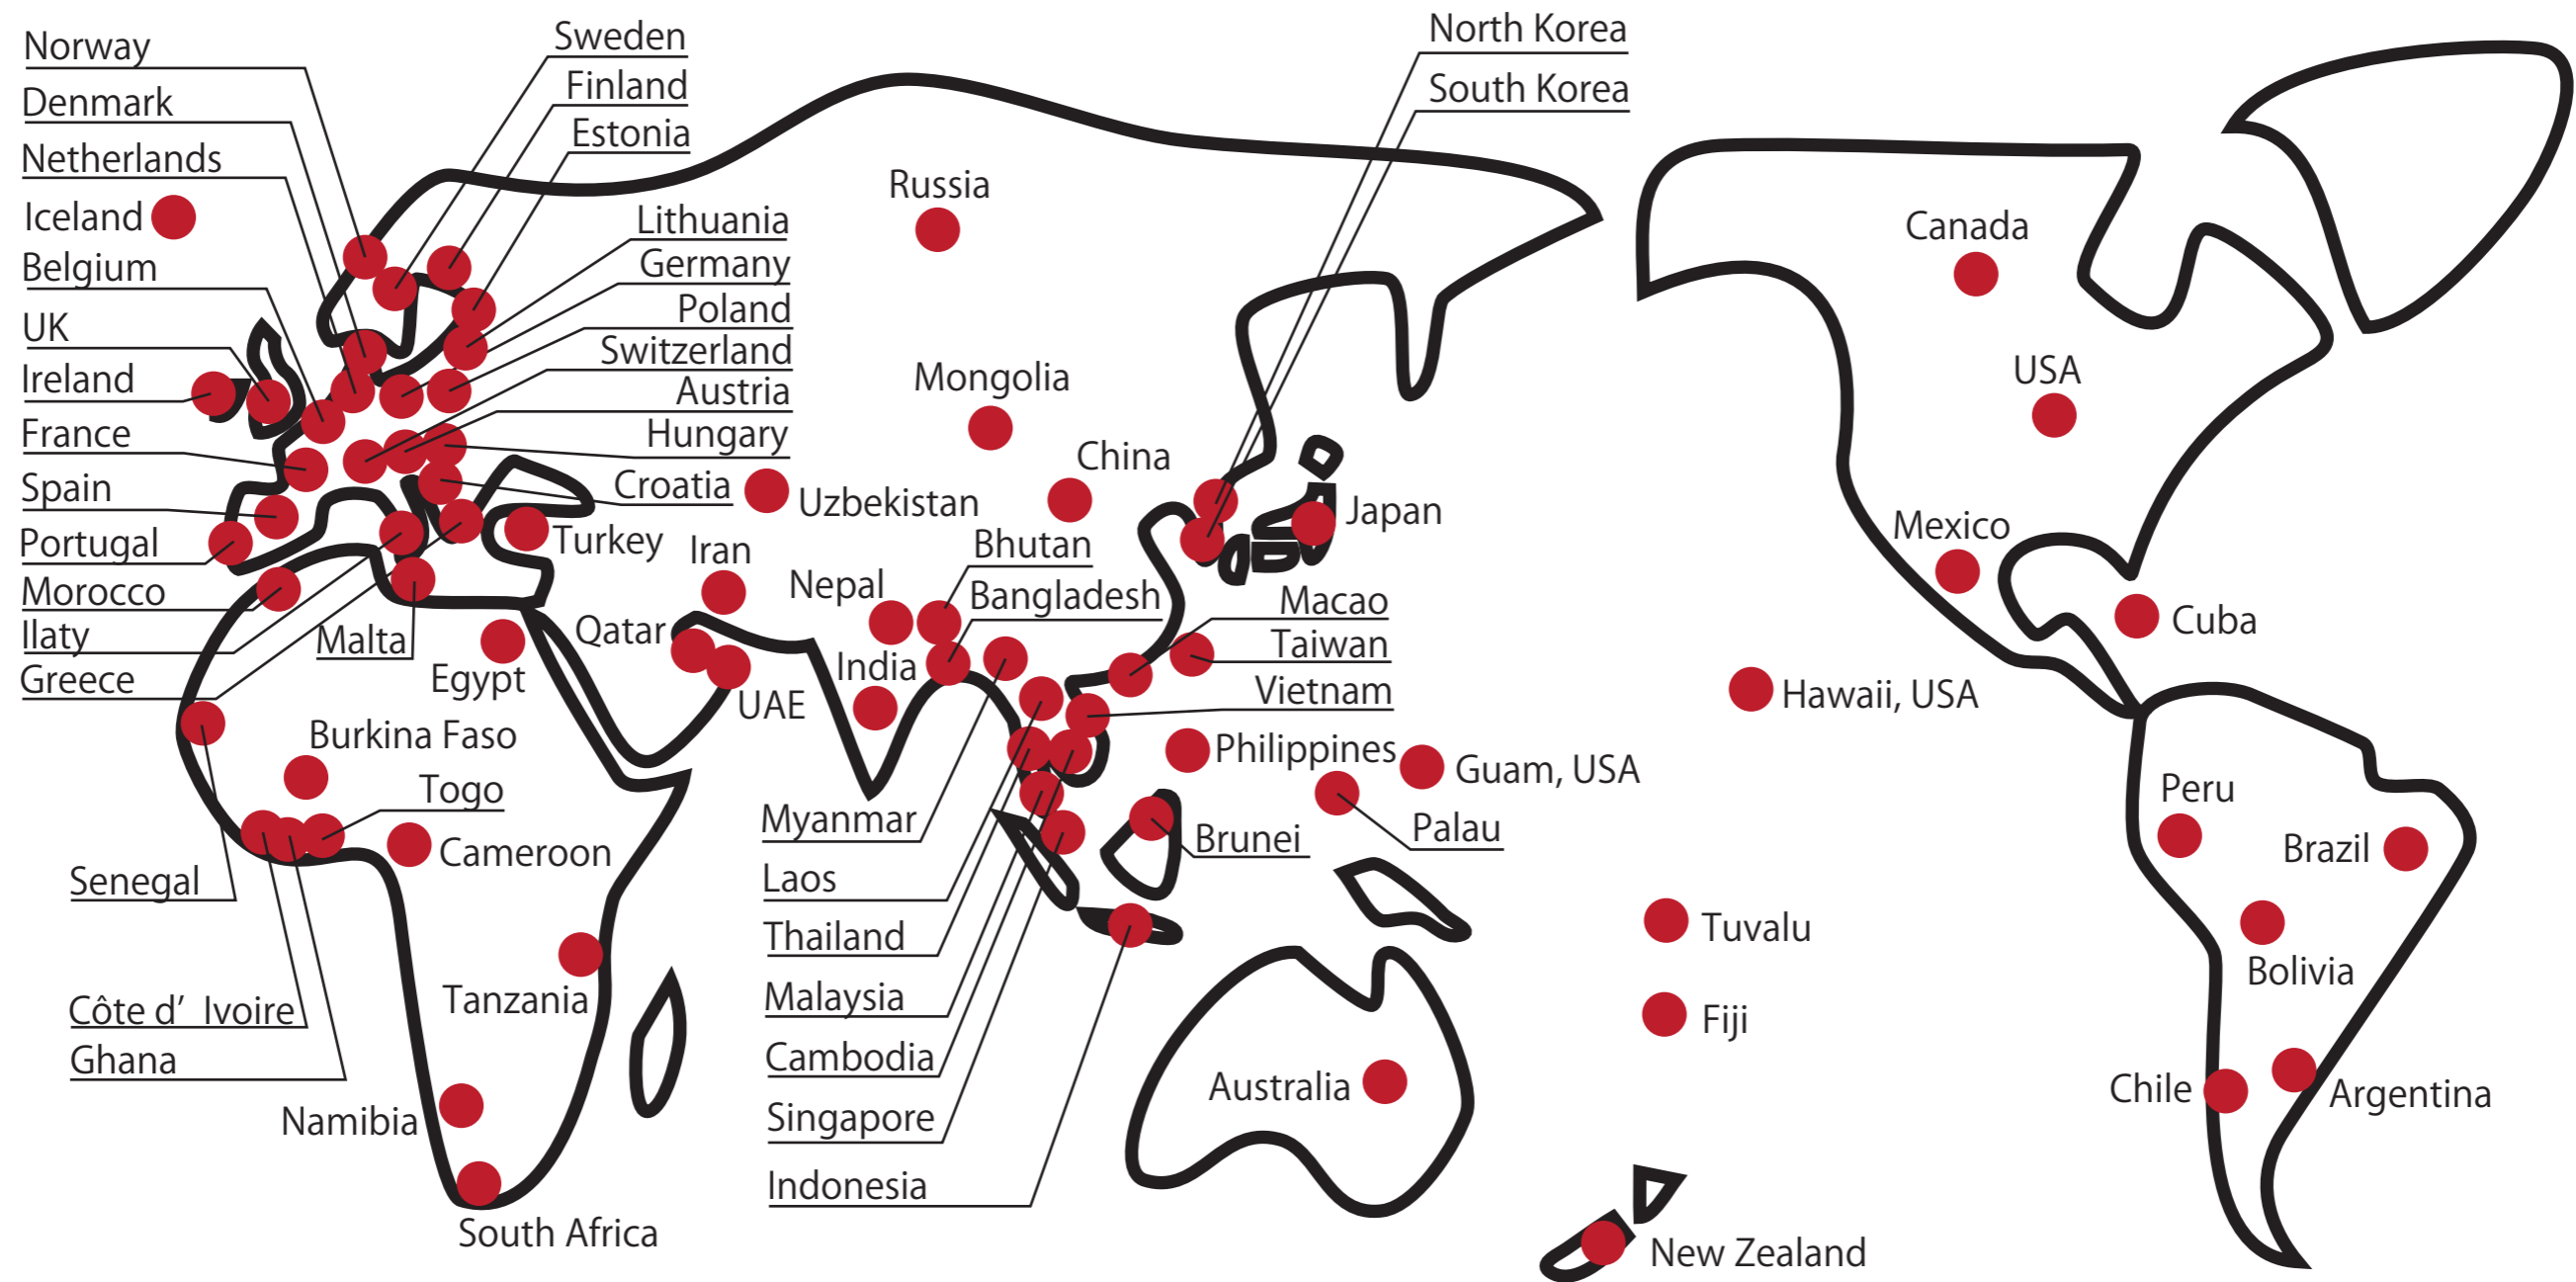 Norway
Denmark
Netherlands
Iceland
Belgium
UK
Ireland
France
Spain
Portugal
Morocco
Ilaty
Greece
Malta
Sweden
Finland
Estonia
Lithuania
Germany
Poland
Switzerland
Austria
Hungary
Croatia
Turkey
Egypt
Burkina Faso
Togo
Cameroon
Senegal
Côte d’ Ivoire
Ghana
Tanzania
Namibia
South Africa
Russia
Mongolia
China
Uzbekistan
Iran
Qatar
UAE
Nepal
Bhutan
Bangladesh
India
North Korea
South Korea
Japan
Macao
Taiwan
Vietnam
Philippines
Guam, USA
Palau
Brunei
Myanmar
Laos
Thailand
Malaysia
Cambodia
Singapore
Indonesia
Australia
New Zealand
Tuvalu
Fiji
Hawaii, USA
Canada
USA
Mexico
Cuba
Peru
Brazil
Bolivia
Chile
Argentina